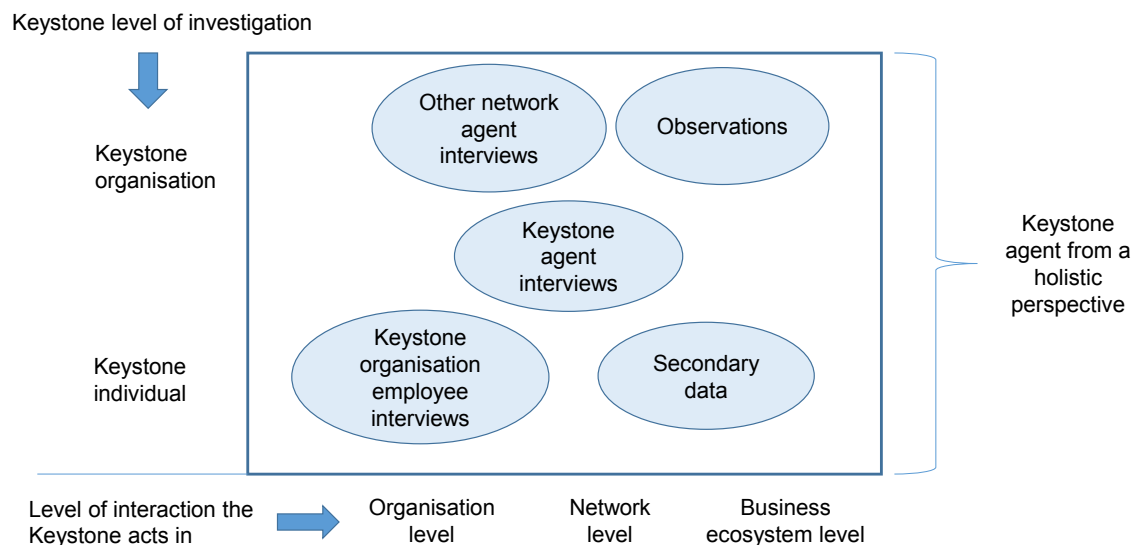 Keystone level of investigation
Other network
agent
interviews
Observations
Keystone
organisation
Keystone
agent
interviews
Keystone
agent from a
holistic
perspective
Keystone
organisation
employee
interviews
Secondary
data
Keystone
individual
Level of interaction the
Keystone acts in
Organisation
level
Network
level
Business
ecosystem level